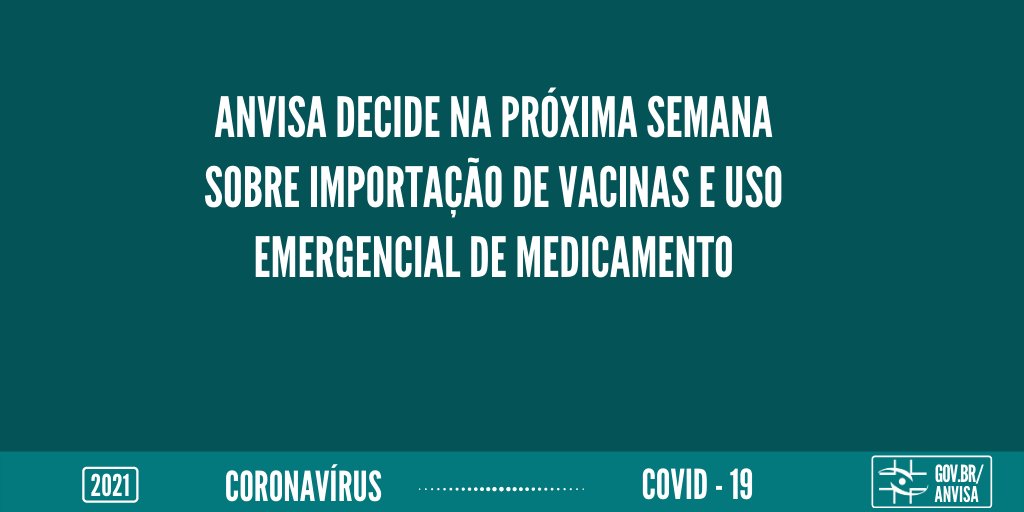 ANVISA DECIDE NA PRÓXIMA SEMANA
SOBRE IMPORTAÇÃO DE VACINAS E USO
EMERGENCIAL DE MEDICAMENTO
2021
CORONAVÍRUS
COVID - 19
GOV.BR/
ANVISA